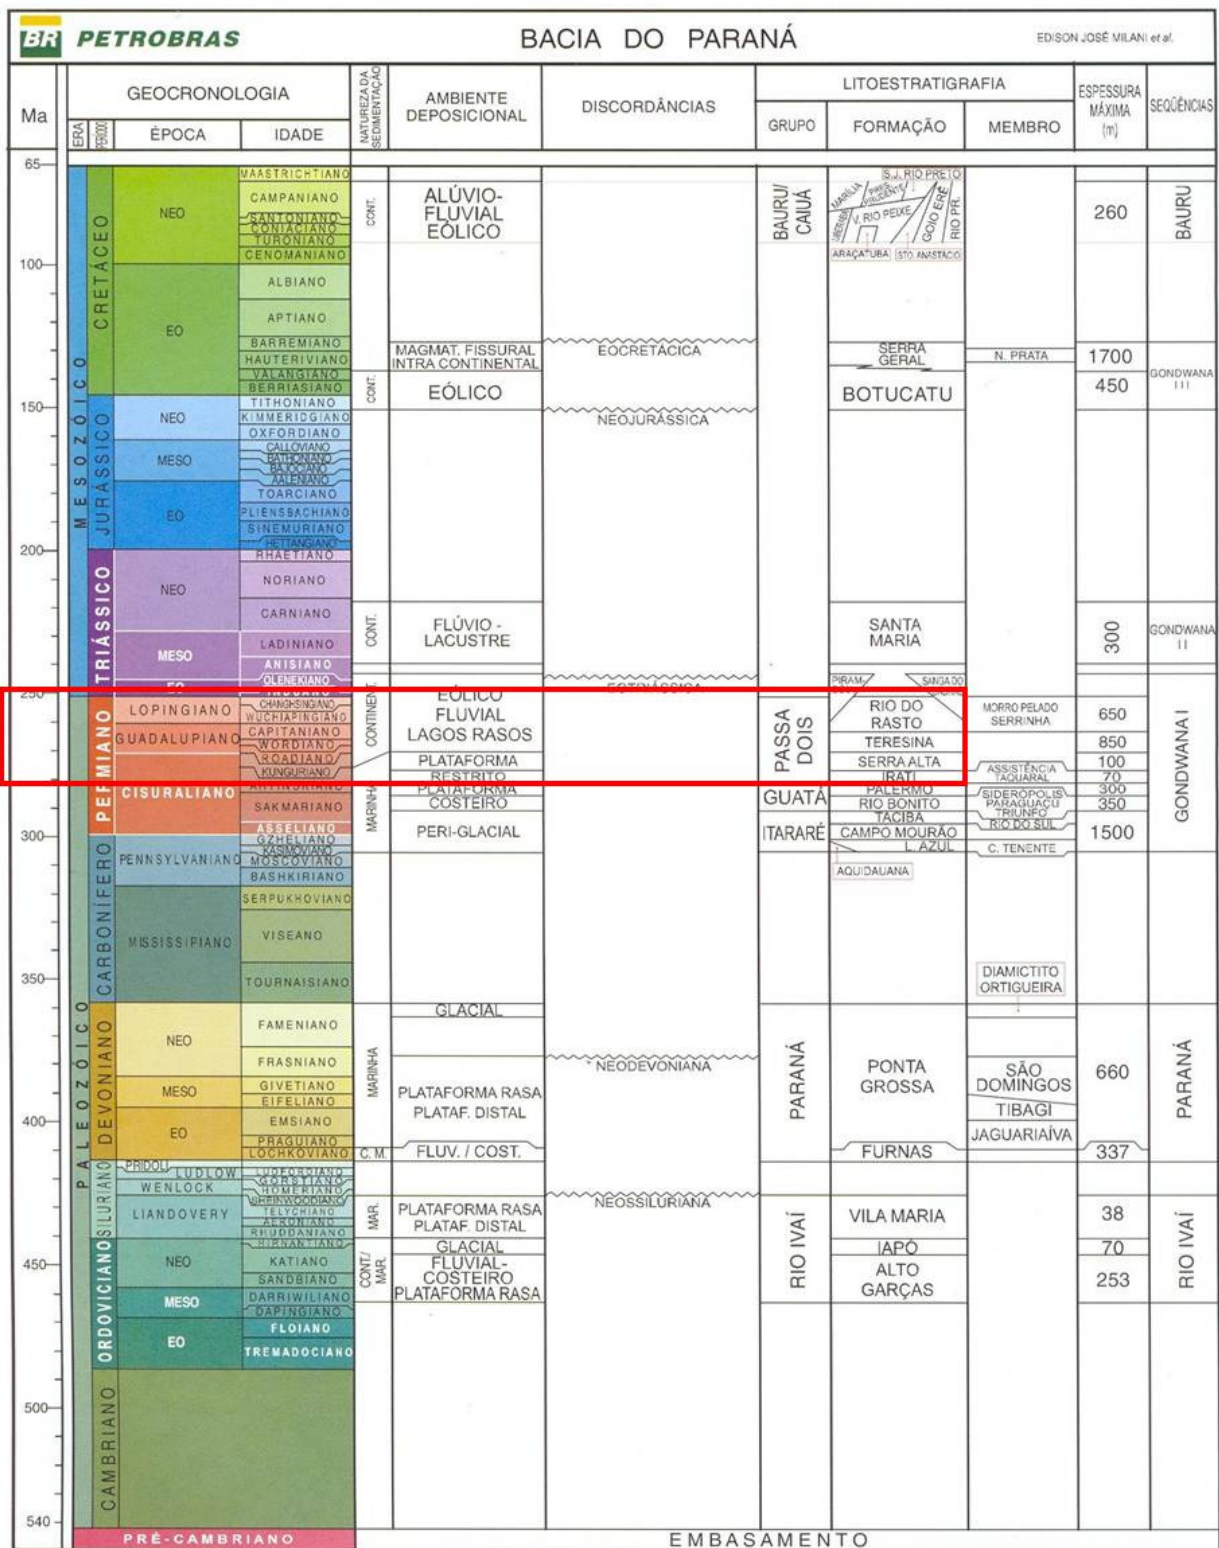 BR PETROBRAS
BACIA DO PARANÁ
EDISON JOSÉ MILANI et al.
Ma
GEOCRONOLOGIA
ERA
PERÍODO
ÉPOCA
IDADE
NATUREZA DA SEDIMENTAÇÃO
AMBIENTE DEPOSICIONAL
DISCORDÂNCIAS
LITOESTRATIGRAFIA
GRUPO
FORMAÇÃO
MEMBRO
ESPESSURA MÁXIMA (m)
SEQÜÊNCIAS
65
100
150
200
250
300
350
400
450
500
540
MESOZÓICO
PALEOZÓICO
CRETÁCEO
JURÁSSICO
TRIÁSSICO
PERMIANO
CARBONÍFERO
DEVONIANO
SILURIANO
ORDOVICIANO
CAMBRIANO
PRÉ-CAMBRIANO
NEO
EO
NEO
MESO
EO
NEO
MESO
EO
LOPINGIANO
GUADALUPIANO
CISURALIANO
PENNSYLVANIANO
MISSISSIPIANO
NEO
MESO
EO
PRIDOLI
LUDLOW
WENLOCK
LIANDOVERY
NEO
MESO
EO
MAASTRICHTIANO
CAMPANIANO
SANTONIANO
CONIACIANO
TURONIANO
CENOMANIANO
ALBIANO
APTIANO
BARREMIANO
HAUTERIVIANO
VALANGIANO
BERRIASIANO
TITHONIANO
KIMMERIDGIANO
OXFORDIANO
CALLOVIANO
BATHONIANO
BAJOCIANO
AALENIANO
TOARCIANO
PLIENSBACHIANO
SINEMURIANO
HETTANGIANO
RHAETIANO
NORIANO
CARNIANO
LADINIANO
ANISIANO
OLENEKIANO
CHANGHSINGIANO
WUCHIAPINGIANO
CAPITANIANO
WORDIANO
ROADIANO
KUNGURIANO
SAKMARIANO
ASSELIANO
GZHELIANO
KASIMOVIANO
MOSCOVIANO
BASHKIRIANO
SERPUKHOVIANO
VISEANO
TOURNAISIANO
FAMENIANO
FRASNIANO
GIVETIANO
EIFELIANO
EMSIANO
PRAGUIANO
LOCHKOVIANO
LUDFORDIANO
GORSTIANO
HOMERIANO
SHEINWOODIANO
TELYCHIANO
AERONIANO
RHUDDANIANO
HIRNANTIANO
KATIANO
SANDBIANO
DARRIWILIANO
DAPINGIANO
FLOIANO
TREMADOCIANO
CONT.
CONT.
CONT.
CONTINENT.
MARINHA
MARINHA
C. M.
MAR.
CONT/ MAR.
ALÚVIO-
FLUVIAL
EÓLICO
MAGMAT. FISSURAL
INTRA CONTINENTAL
EÓLICO
FLÚVIO -
LACUSTRE
EÓLICO
FLUVIAL
LAGOS RASOS
PLATAFORMA
RESTRITO
PLATAFORMA
COSTEIRO
PERI-GLACIAL
GLACIAL
PLATAFORMA RASA
PLATAF. DISTAL
FLUV. / COST.
PLATAFORMA RASA
PLATAF. DISTAL
GLACIAL
FLUVIAL-
COSTEIRO
PLATAFORMA RASA
EOCRETÁCICA
NEOJURÁSSICA
EOTRIÁSSICA
NEODEVONIANA
NEOSSILURIANA
BAURU/
CAIUÁ
PASSA
DOIS
GUATÁ
ITARARÉ
PARANÁ
RIO IVAÍ
S.J. RIO PRETO
MARÍLIA
PRES. PRUDENTE
UBERABA
V. RIO PEIXE
GOIO ERÊ
RIO PR.
ARAÇATUBA
STO. ANASTÁCIO
SERRA
GERAL
BOTUCATU
SANTA
MARIA
RIO DO
RASTO
TERESINA
SERRA ALTA
IRATI
PALERMO
RIO BONITO
TACIBA
CAMPO MOURÃO
L. AZUL
AQUIDAUANA
PONTA
GROSSA
FURNAS
VILA MARIA
IAPÓ
ALTO
GARÇAS
N. PRATA
MORRO PELADO
SERRINHA
ASSISTÊNCIA
TAQUARAL
SIDERÓPOLIS
PARAGUAÇU
TRIUNFO
RIO DO SUL
C. TENENTE
DIAMICTITO
ORTIGUEIRA
SÃO
DOMINGOS
TIBAGI
JAGUARIAÍVA
260
1700
450
300
650
850
100
70
300
350
1500
660
337
38
70
253
BAURU
GONDWANA
III
GONDWANA
II
GONDWANA I
PARANÁ
RIO IVAÍ
EMBASAMENTO